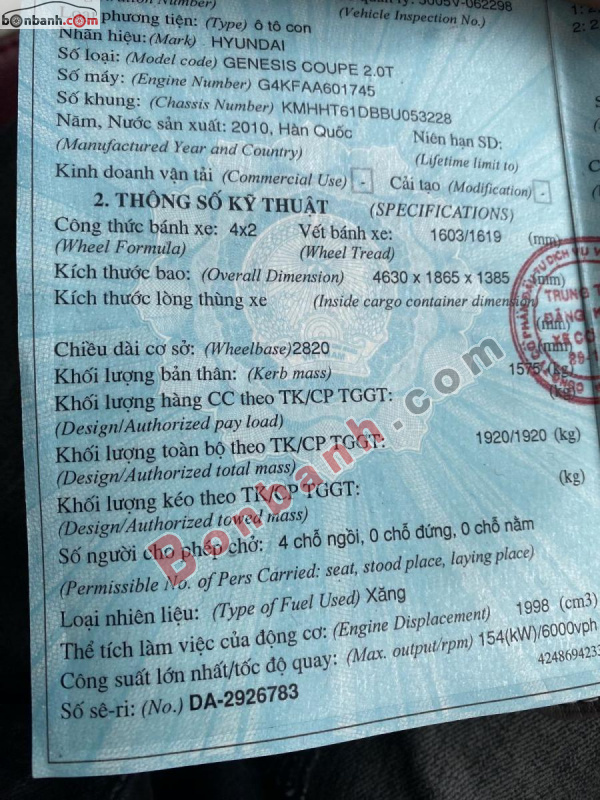 bonbanh.com
(Vehicle Inspection No.)
phương tiện: (Type) ô tô con
Nhãn hiệu: (Mark) HYUNDAI
Số loại: (Model code) GENESIS COUPE 2.0T
Số máy: (Engine Number) G4KFAA601745
Số khung: (Chassis Number) KMHHT61DBBU053228
Năm, Nước sản xuất: 2010, Hàn Quốc Niên hạn SD:
(Manufactured Year and Country) (Lifetime limit to)
Kinh doanh vận tải (Commercial Use) - Cải tạo (Modification) -
2. THÔNG SỐ KỸ THUẬT (SPECIFICATIONS)
Công thức bánh xe: 4x2 Vết bánh xe: 1603/1619 (mm)
(Wheel Formula) (Wheel Tread)
Kích thước bao: (Overall Dimension) 4630 x 1865 x 1385 (mm)
Kích thước lòng thùng xe (Inside cargo container dimension)
(mm)
Chiều dài cơ sở: (Wheelbase) 2820 (mm)
Khối lượng bản thân: (Kerb mass) 1575 (kg)
Khối lượng hàng CC theo TK/CP TGGT: (kg)
(Design/Authorized pay load)
Khối lượng toàn bộ theo TK/CP TGGT: 1920/1920 (kg)
(Design/Authorized total mass)
Khối lượng kéo theo TK/CP TGGT: (kg)
(Design/Authorized towed mass)
Số người cho phép chở: 4 chỗ ngồi, 0 chỗ đứng, 0 chỗ nằm
(Permissible No. of Pers Carried: seat, stood place, laying place)
Loại nhiên liệu: (Type of Fuel Used) Xăng
Thể tích làm việc của động cơ: (Engine Displacement) 1998 (cm3)
Công suất lớn nhất/tốc độ quay: (Max. output/rpm) 154(kW)/6000vph
424869423
Số sê-ri: (No.) DA-2926783
Bonbanh.com